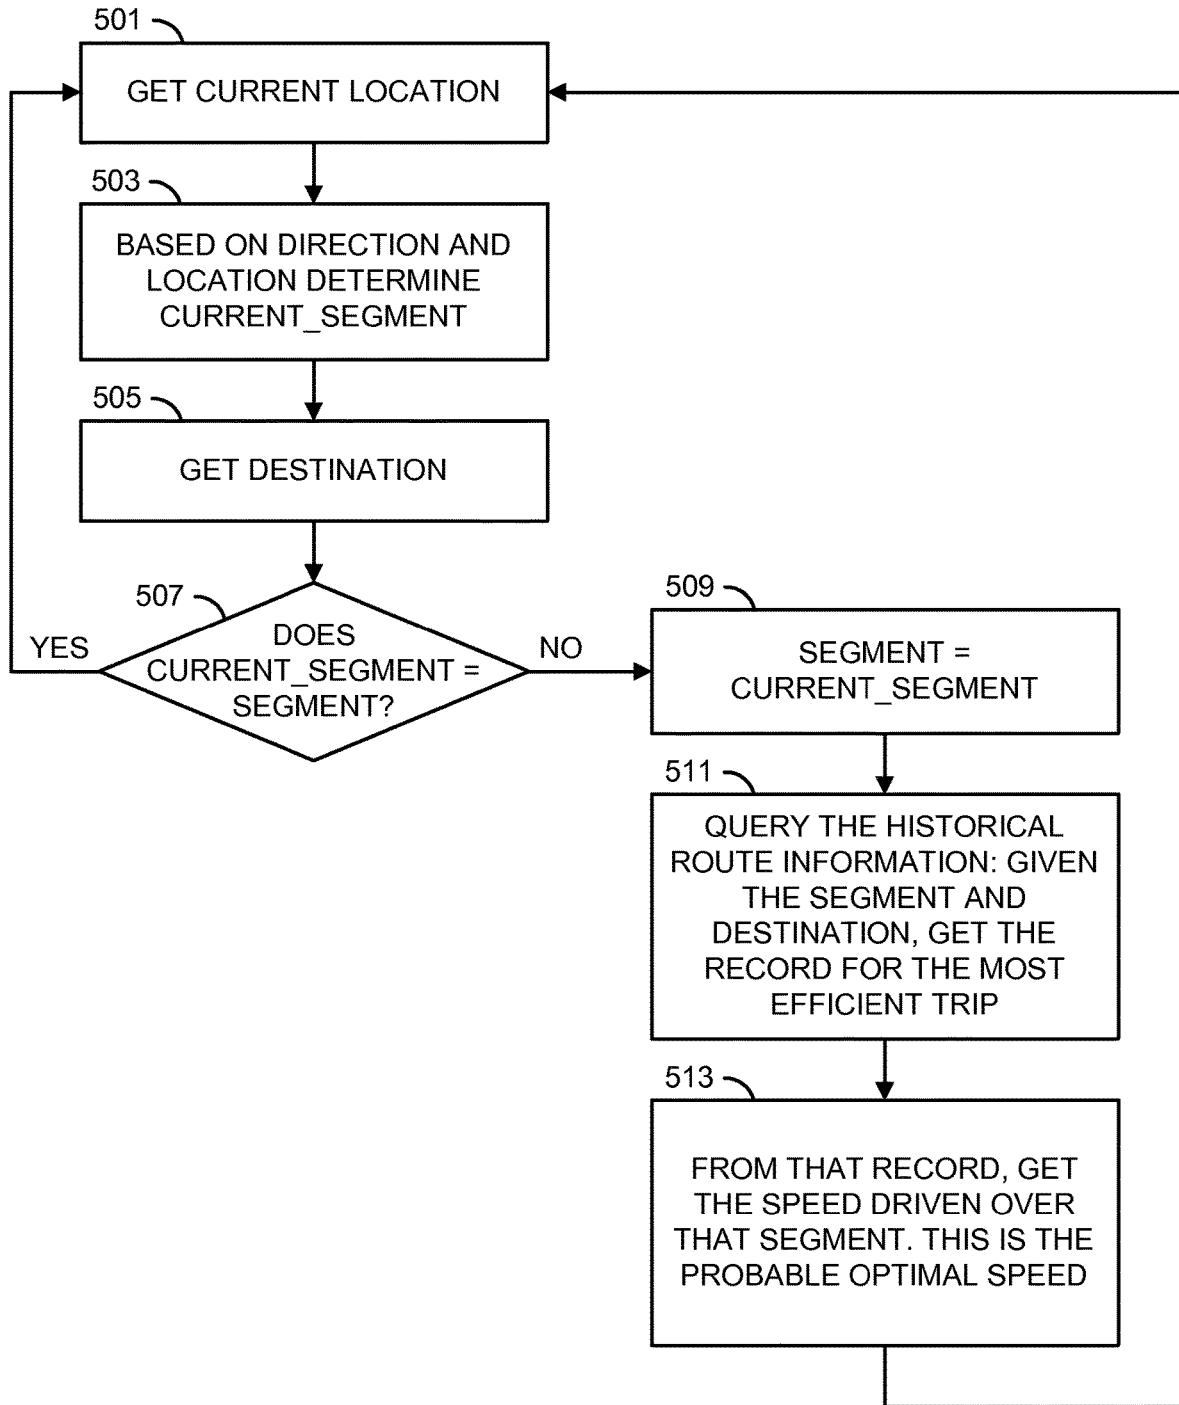 501
GET CURRENT LOCATION
503
BASED ON DIRECTION AND
LOCATION DETERMINE
CURRENT_SEGMENT
505
GET DESTINATION
507
DOES
CURRENT_SEGMENT =
SEGMENT?
YES
NO
509
SEGMENT =
CURRENT_SEGMENT
511
QUERY THE HISTORICAL
ROUTE INFORMATION: GIVEN
THE SEGMENT AND
DESTINATION, GET THE
RECORD FOR THE MOST
EFFICIENT TRIP
513
FROM THAT RECORD, GET
THE SPEED DRIVEN OVER
THAT SEGMENT. THIS IS THE
PROBABLE OPTIMAL SPEED